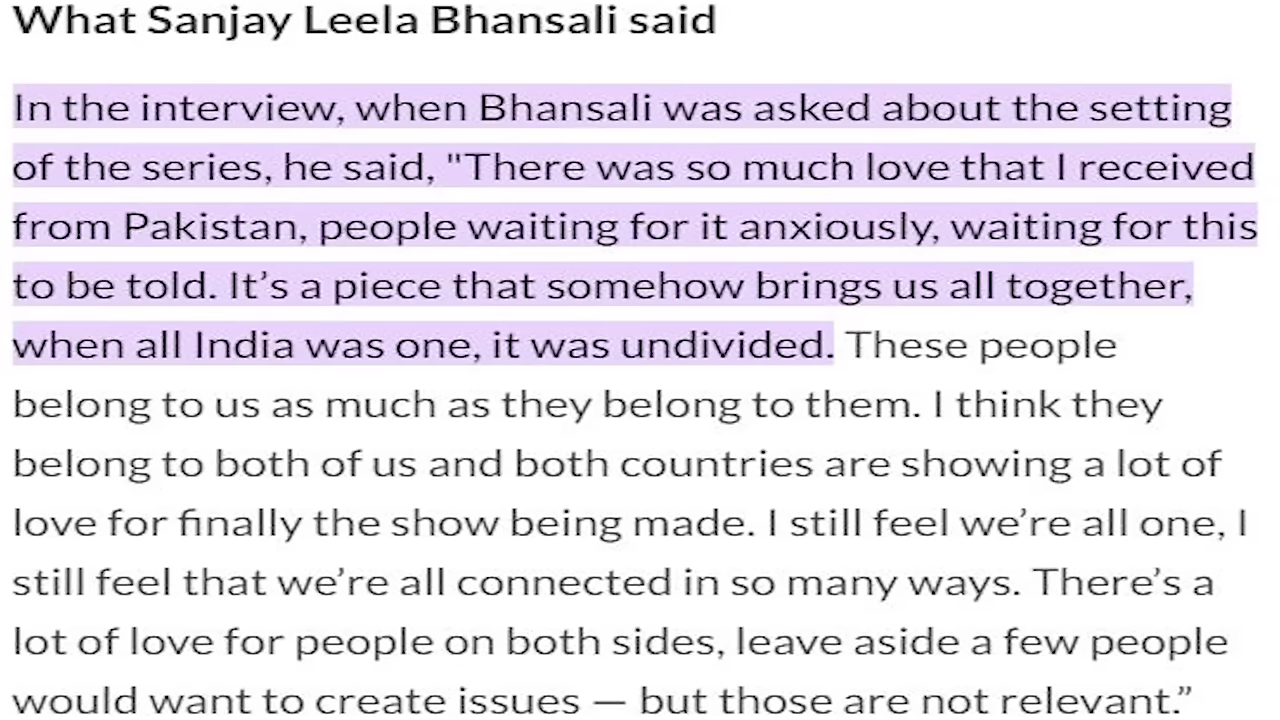 What Sanjay Leela Bhansali said
In the interview, when Bhansali was asked about the setting
of the series, he said, "There was so much love that I received
from Pakistan, people waiting for it anxiously, waiting for this
to be told. It’s a piece that somehow brings us all together,
when all India was one, it was undivided. These people
belong to us as much as they belong to them. I think they
belong to both of us and both countries are showing a lot of
love for finally the show being made. I still feel we’re all one, I
still feel that we’re all connected in so many ways. There’s a
lot of love for people on both sides, leave aside a few people
would want to create issues — but those are not relevant.”